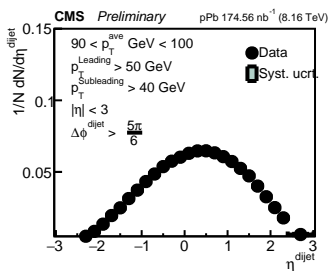 CMS Preliminary pPb 174.56 nb⁻¹ (8.16 TeV)
0.15
0.1
0.05
1/N dN/dη^dijet
90 < p_T^ave GeV < 100
p_T^Leading > 50 GeV
p_T^Subleading > 40 GeV
|η| < 3
Δϕ^dijet > 5π/6
Data
Syst. ucrt.
−3 −2 −1 0 1 2 3
η^dijet